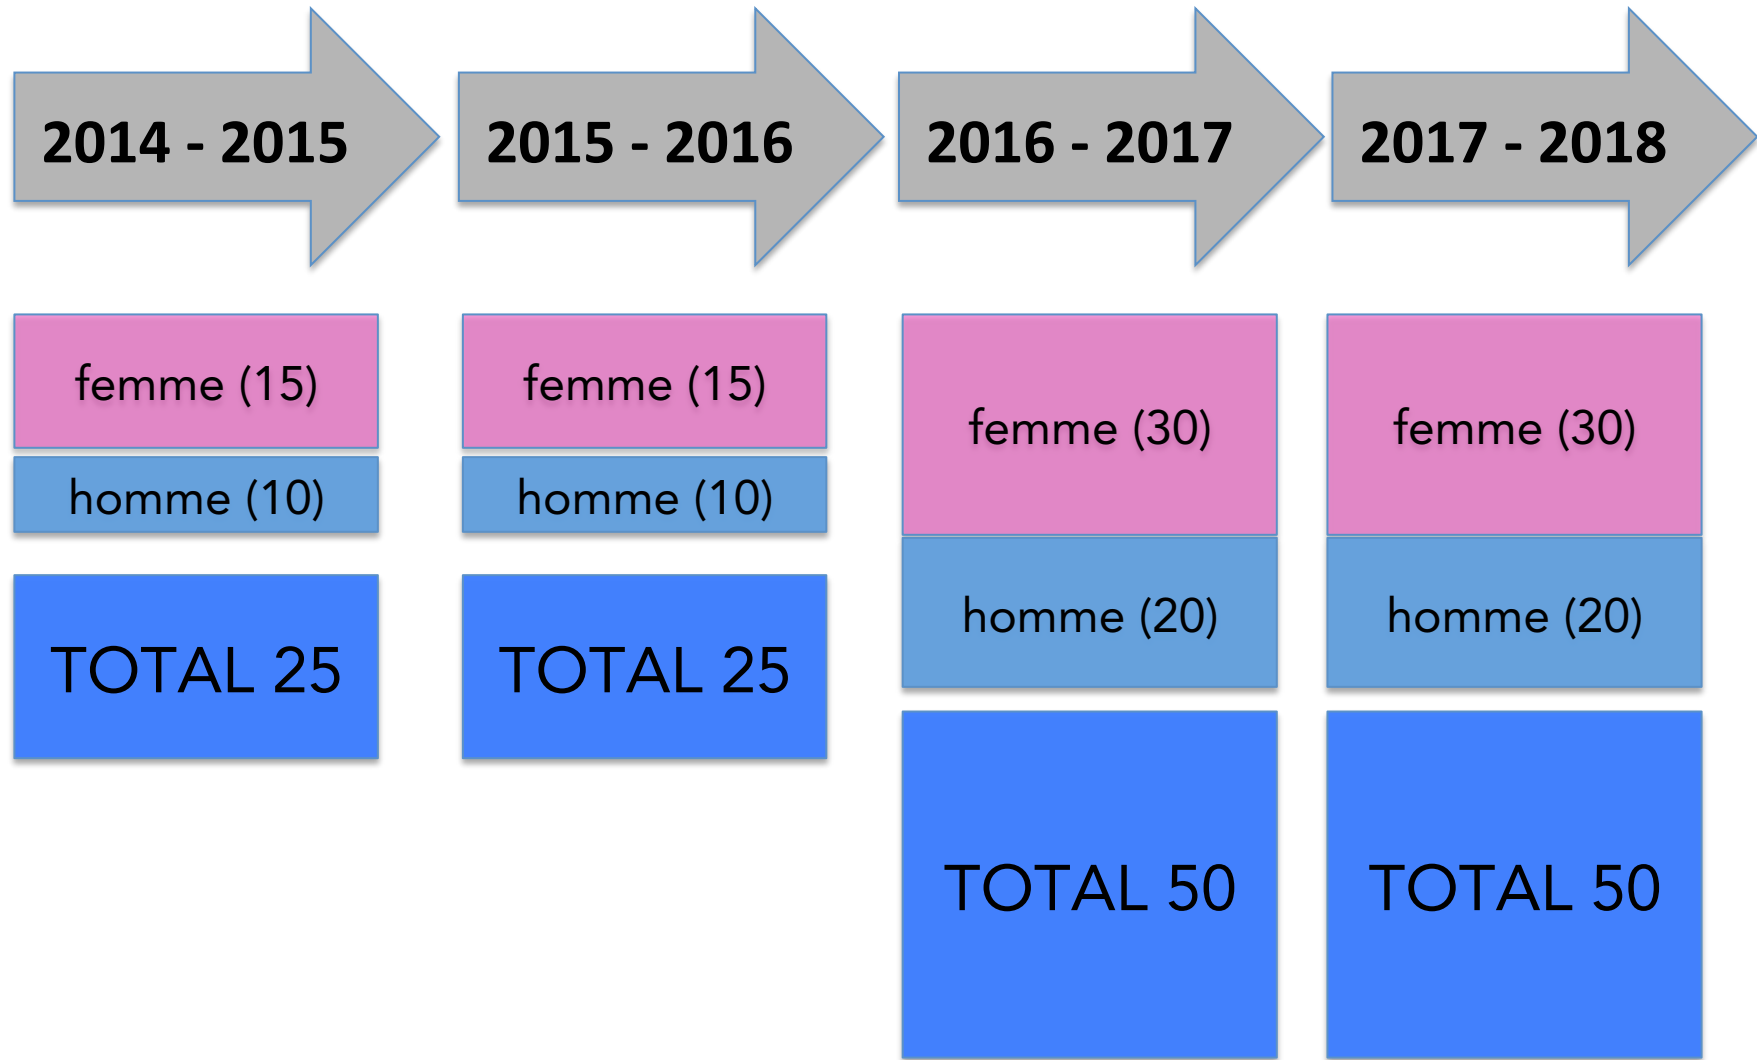 2014 - 2015
2015 - 2016
2016 - 2017
2017 - 2018
femme (15)
femme (15)
femme (30)
femme (30)
homme (10)
homme (10)
homme (20)
homme (20)
TOTAL 25
TOTAL 25
TOTAL 50
TOTAL 50